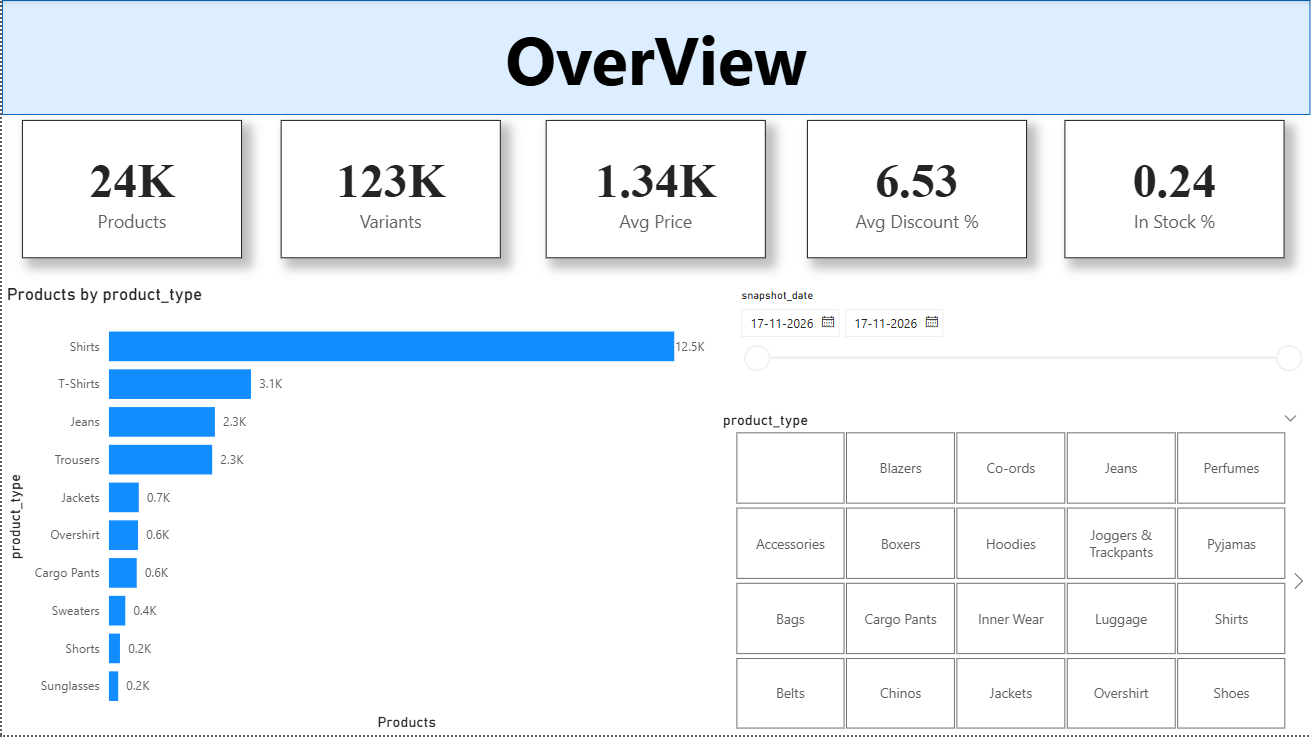 OverView
24K
Products
123K
Variants
1.34K
Avg Price
6.53
Avg Discount %
0.24
In Stock %
Products by product_type
product_type
Shirts 12.5K
T-Shirts 3.1K
Jeans 2.3K
Trousers 2.3K
Jackets 0.7K
Overshirt 0.6K
Cargo Pants 0.6K
Sweaters 0.4K
Shorts 0.2K
Sunglasses 0.2K
Products
snapshot_date
17-11-2026 17-11-2026
product_type
Blazers Co-ords Jeans Perfumes
Accessories Boxers Hoodies Joggers & Trackpants Pyjamas
Bags Cargo Pants Inner Wear Luggage Shirts
Belts Chinos Jackets Overshirt Shoes